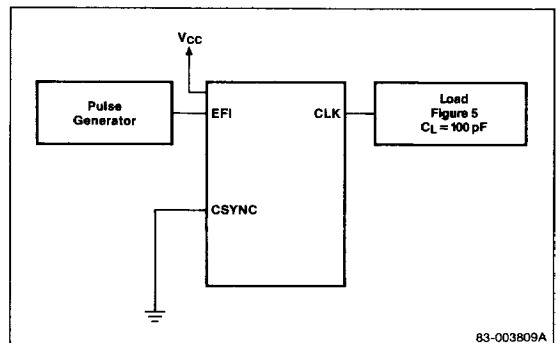 VCC
Pulse
Generator
EFI
CLK
Load
Figure 5
CL = 100 pF
CSYNC
83-003809A